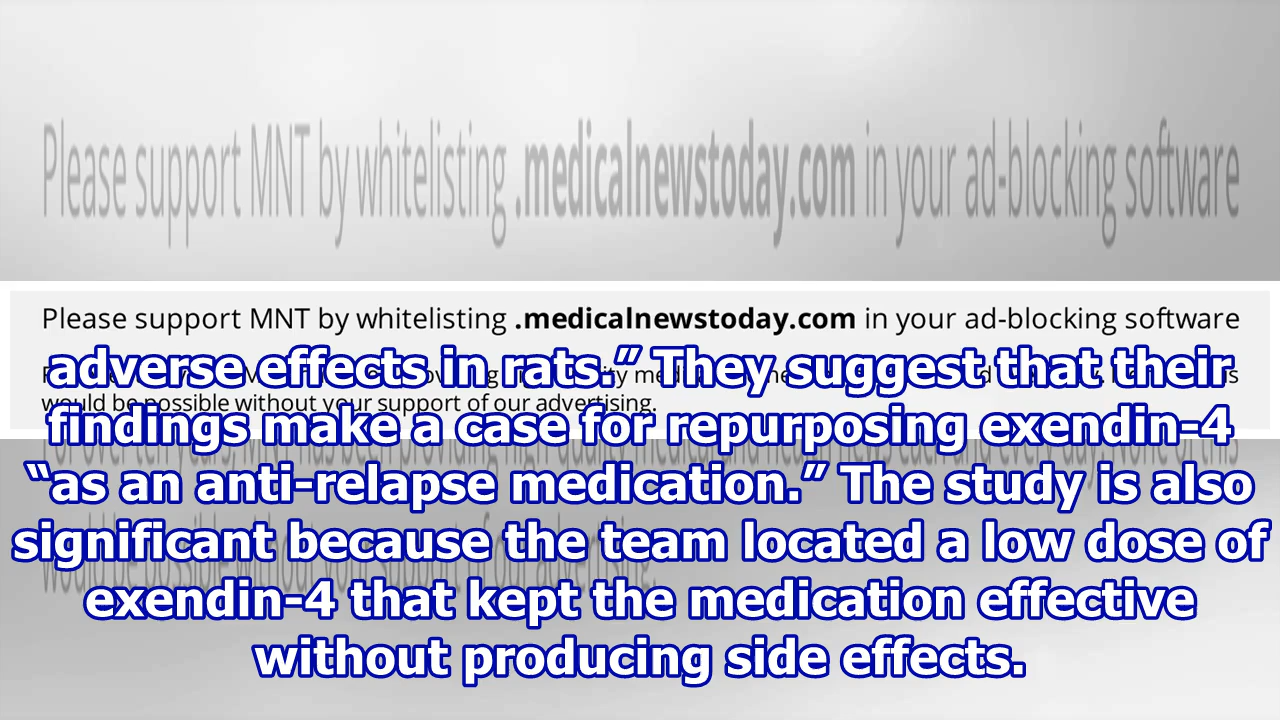 Please support MNT by whitelisting .medicalnewstoday.com in your ad-blocking software
Please support MNT by whitelisting .medicalnewstoday.com in your ad-blocking software
adverse effects in rats.” They suggest that their
would be possible without your support of our advertising.
findings make a case for repurposing exendin-4
“as an anti-relapse medication.” The study is also
significant because the team located a low dose of
exendin-4 that kept the medication effective
without producing side effects.